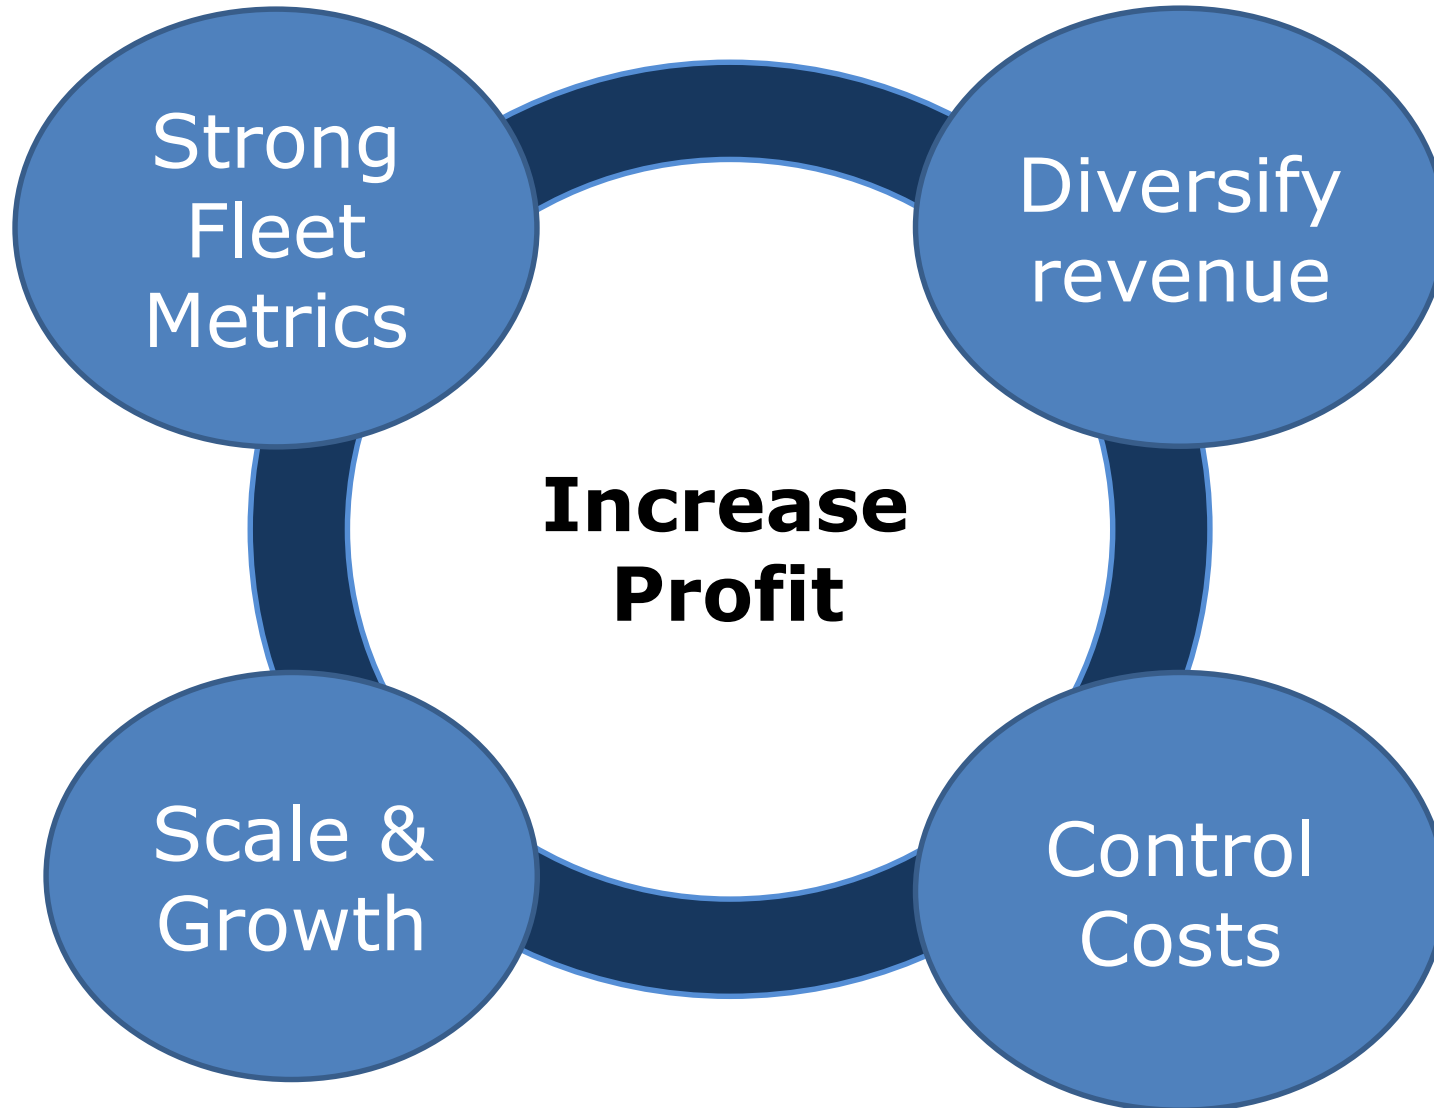 Strong
Fleet
Metrics
Diversify
revenue
Increase
Profit
Scale &
Growth
Control
Costs